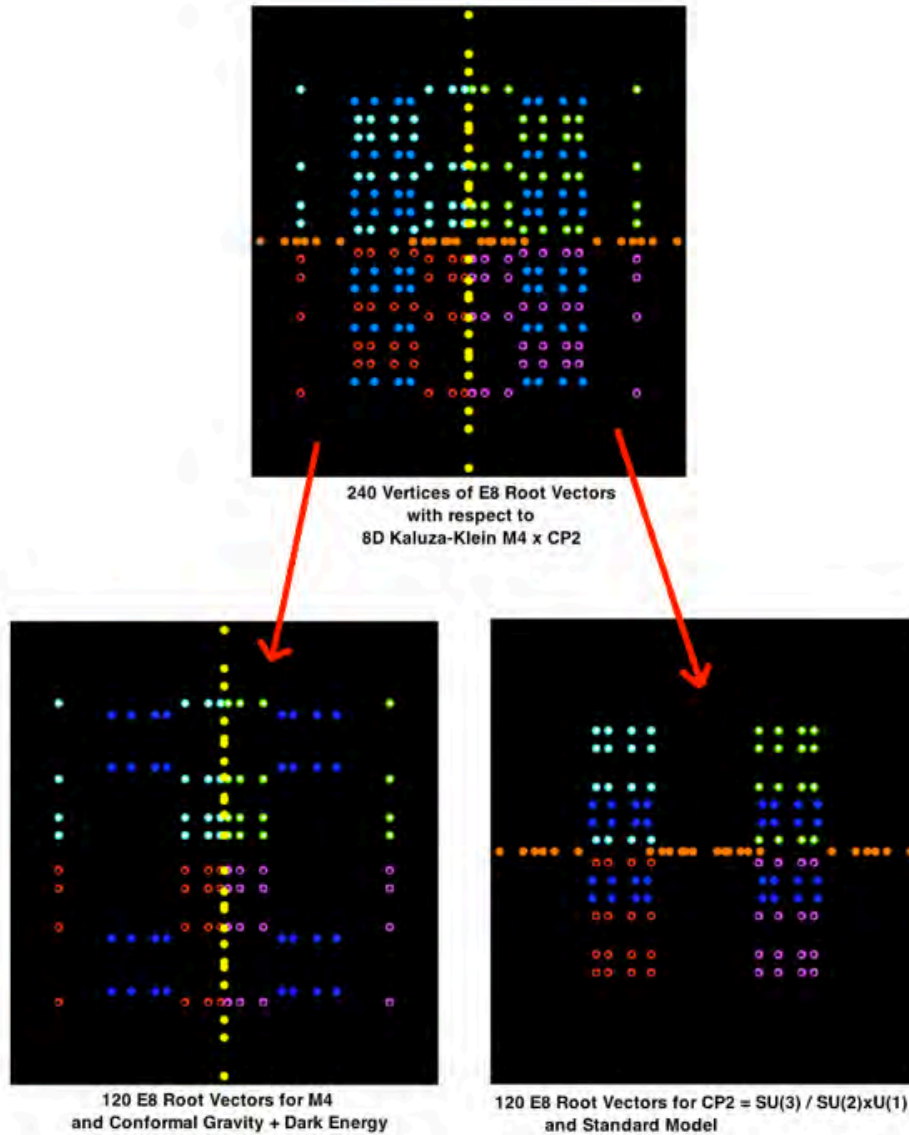 240 Vertices of E8 Root Vectors
with respect to
8D Kaluza-Klein M4 x CP2
120 E8 Root Vectors for M4
and Conformal Gravity + Dark Energy
120 E8 Root Vectors for CP2 = SU(3) / SU(2)xU(1)
and Standard Model